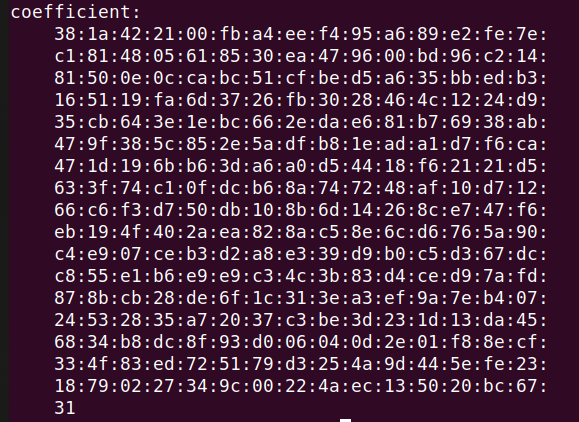 coefficient:
38:1a:42:21:00:fb:a4:ee:f4:95:a6:89:e2:fe:7e:
c1:81:48:05:61:85:30:ea:47:96:00:bd:96:c2:14:
81:50:0e:0c:ca:bc:51:cf:be:d5:a6:35:bb:ed:b3:
16:51:19:fa:6d:37:26:fb:30:28:46:4c:12:24:d9:
35:cb:64:3e:1e:bc:66:2e:da:e6:81:b7:69:38:ab:
47:9f:38:5c:85:2e:5a:df:b8:1e:ad:a1:d7:f6:ca:
47:1d:19:6b:b6:3d:a6:a0:d5:44:18:f6:21:21:d5:
63:3f:74:c1:0f:dc:b6:8a:74:72:48:af:10:d7:12:
66:c6:f3:d7:50:db:10:8b:6d:14:26:8c:e7:47:f6:
eb:19:4f:40:2a:ea:82:8a:c5:8e:6c:d6:76:5a:90:
c4:e9:07:ce:b3:d2:a8:e3:39:d9:b0:c5:d3:67:dc:
c8:55:e1:b6:e9:e9:c3:4c:3b:83:d4:ce:d9:7a:fd:
87:8b:cb:28:de:6f:1c:31:3e:a3:ef:9a:7e:b4:07:
24:53:28:35:a7:20:37:c3:be:3d:23:1d:13:da:45:
68:34:b8:dc:8f:93:d0:06:04:0d:2e:01:f8:8e:cf:
33:4f:83:ed:72:51:79:d3:25:4a:9d:44:5e:fe:23:
18:79:02:27:34:9c:00:22:4a:ec:13:50:20:bc:67:
31